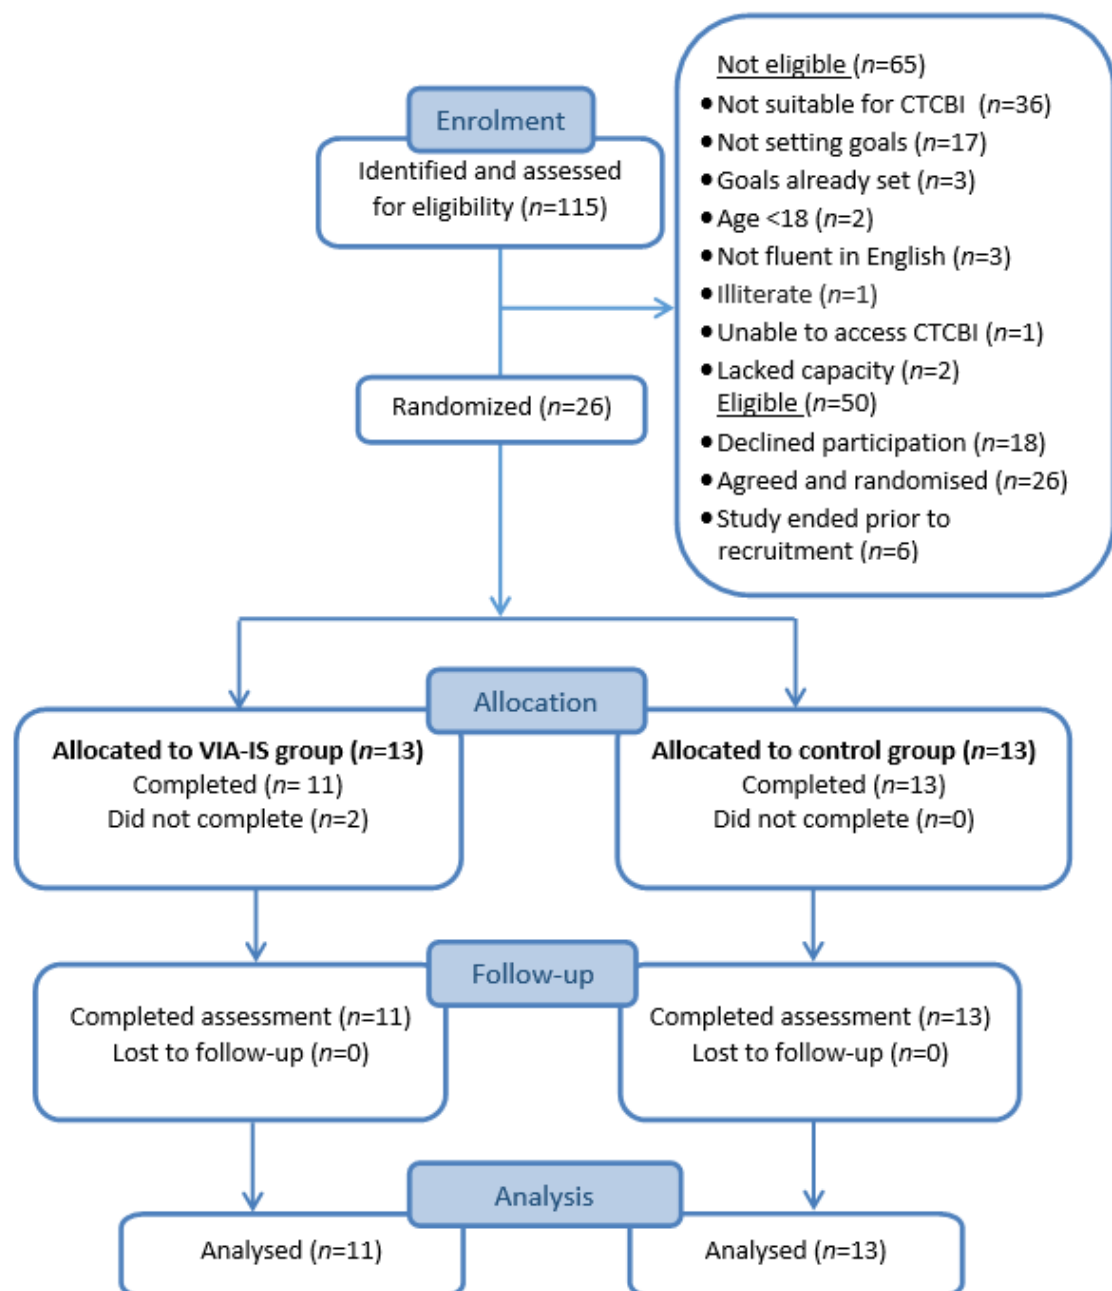 Enrolment
Identified and assessed
for eligibility (n=115)
Not eligible (n=65)
•Not suitable for CTCBI (n=36)
•Not setting goals (n=17)
•Goals already set (n=3)
•Age <18 (n=2)
•Not fluent in English (n=3)
•Illiterate (n=1)
•Unable to access CTCBI (n=1)
•Lacked capacity (n=2)
Eligible (n=50)
•Declined participation (n=18)
•Agreed and randomised (n=26)
•Study ended prior to
recruitment (n=6)
Randomized (n=26)
Allocation
Allocated to VIA-IS group (n=13)
Completed (n= 11)
Did not complete (n=2)
Allocated to control group (n=13)
Completed (n=13)
Did not complete (n=0)
Follow-up
Completed assessment (n=11)
Lost to follow-up (n=0)
Completed assessment (n=13)
Lost to follow-up (n=0)
Analysis
Analysed (n=11)
Analysed (n=13)